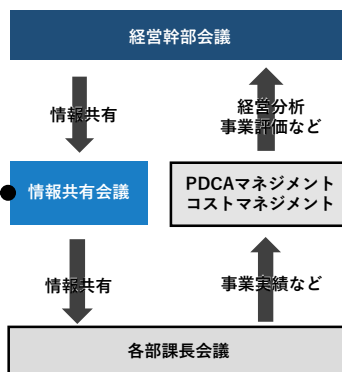 経営幹部会議
情報共有
経営分析
事業評価など
情報共有会議
PDCAマネジメント
コストマネジメント
情報共有
事業実績など
各部課長会議